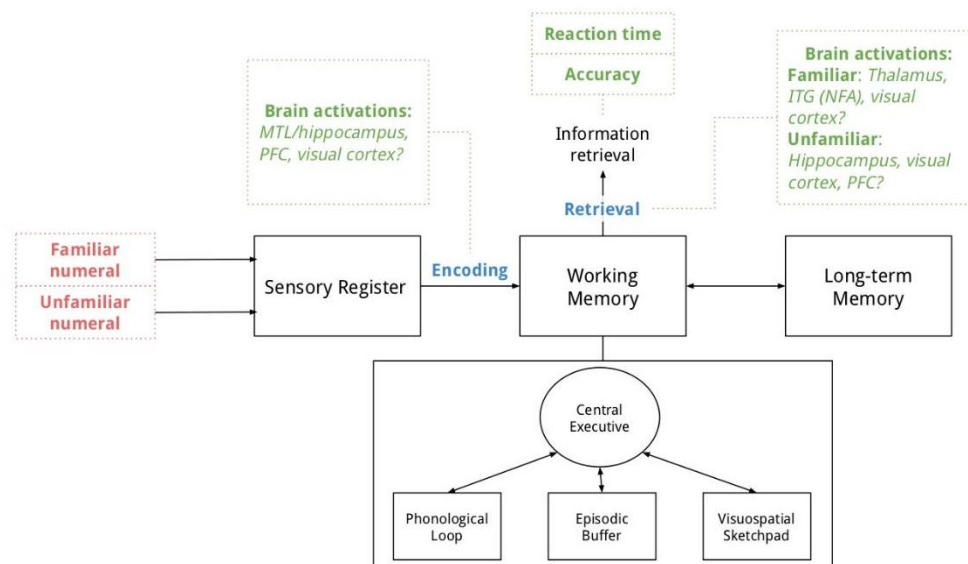 Reaction time
Accuracy
Brain activations:
Familiar: Thalamus,
ITG (NFA), visual
cortex?
Unfamiliar:
Hippocampus, visual
cortex, PFC?
Brain activations:
MTL/hippocampus,
PFC, visual cortex?
Information
retrieval
Retrieval
Familiar
numeral
Unfamiliar
numeral
Sensory Register
Encoding
Working
Memory
Long-term
Memory
Central
Executive
Phonological
Loop
Episodic
Buffer
Visuospatial
Sketchpad